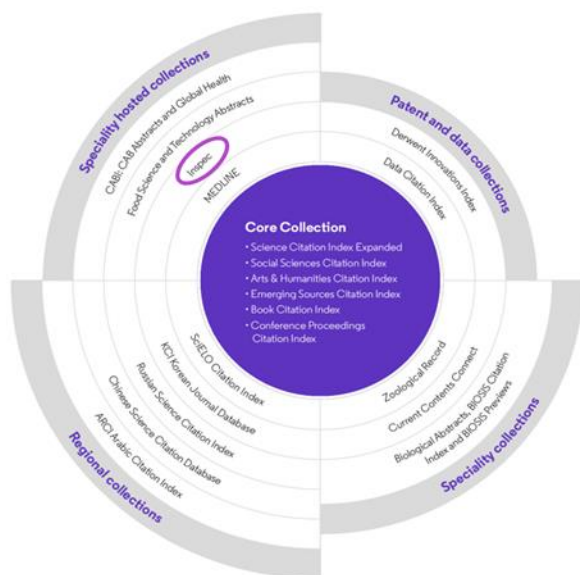 Speciality hosted collections
CABI: CAB Abstracts and Global Health
Food Science and Technology Abstracts
Inspec
MEDLINE
Patent and data collections
Derwent Innovations Index
Data Citation Index
Core Collection
• Science Citation Index Expanded
• Social Sciences Citation Index
• Arts & Humanities Citation Index
• Emerging Sources Citation Index
• Book Citation Index
• Conference Proceedings
Citation Index
SciELO Citation Index
KCI Korean Journal Database
Russian Science Citation Index
Chinese Science Citation Database
ARCI Arabic Citation Index
Regional collections
Zoological Record
Current Contents Connect
Biological Abstracts, BIOSIS Citation
Index and BIOSIS Previews
Speciality collections